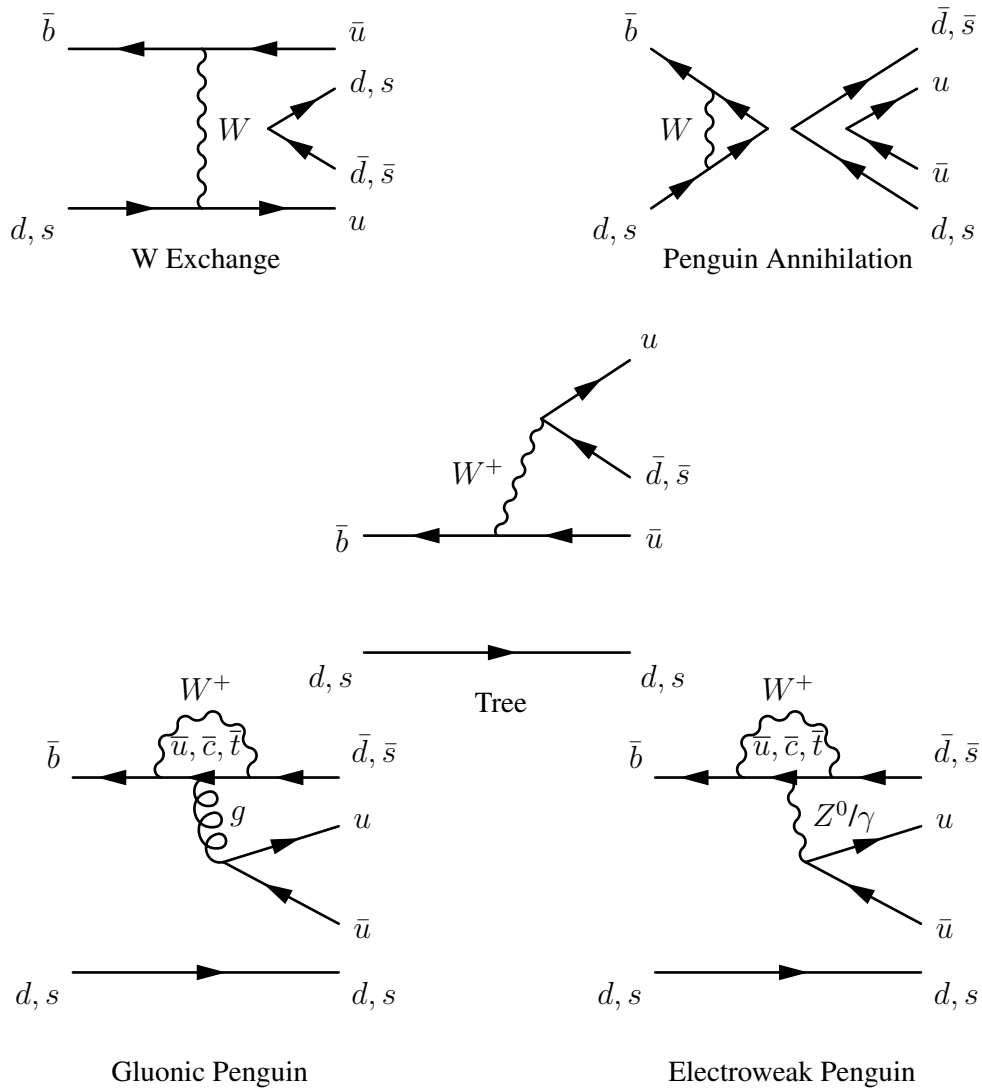 b̄ ū
d, s
W
d̄, s̄
d, s u
W Exchange
b̄ d̄, s̄
u
W
ū
d, s d, s
Penguin Annihilation
u
W⁺
d̄, s̄
b̄ ū
d, s d, s
Tree
W⁺
u̅, c̅, t̅
b̄ d̄, s̄
g u
ū
d, s d, s
Gluonic Penguin
W⁺
u̅, c̅, t̅
b̄ d̄, s̄
Z⁰/γ u
ū
d, s d, s
Electroweak Penguin